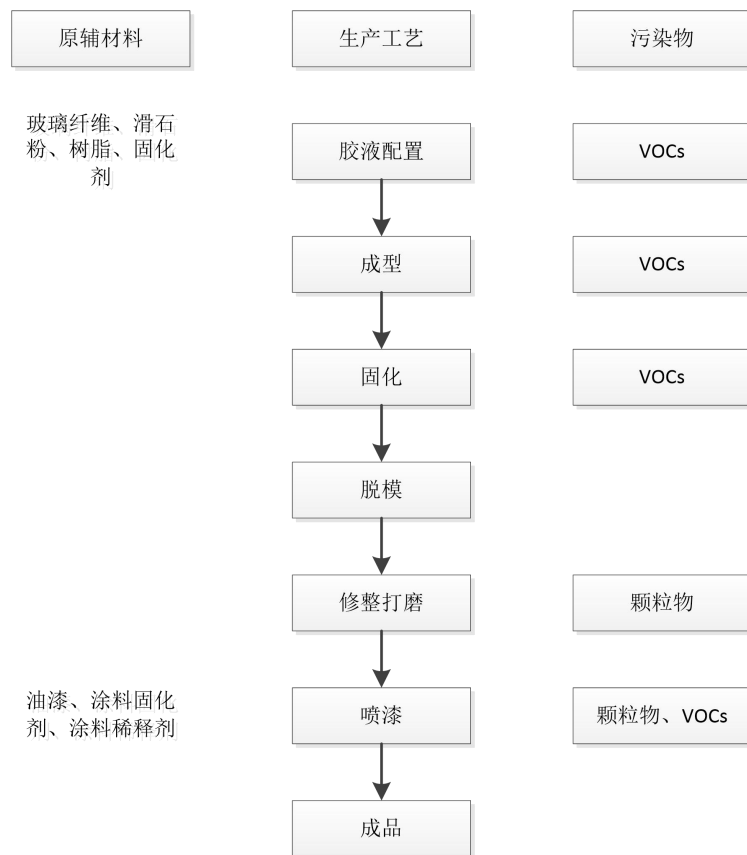 原辅材料
生产工艺
污染物
玻璃纤维、滑石
粉、树脂、固化
剂
胶液配置
VOCs
成型
VOCs
固化
VOCs
脱模
修整打磨
颗粒物
油漆、涂料固化
剂、涂料稀释剂
喷漆
颗粒物、VOCs
成品